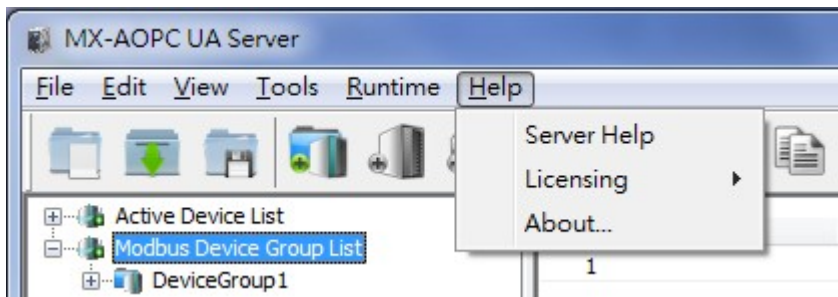 MX-AOPC UA Server
File Edit View Tools Runtime Help
Server Help
Licensing
About...
Active Device List
Modbus Device Group List
DeviceGroup1
1